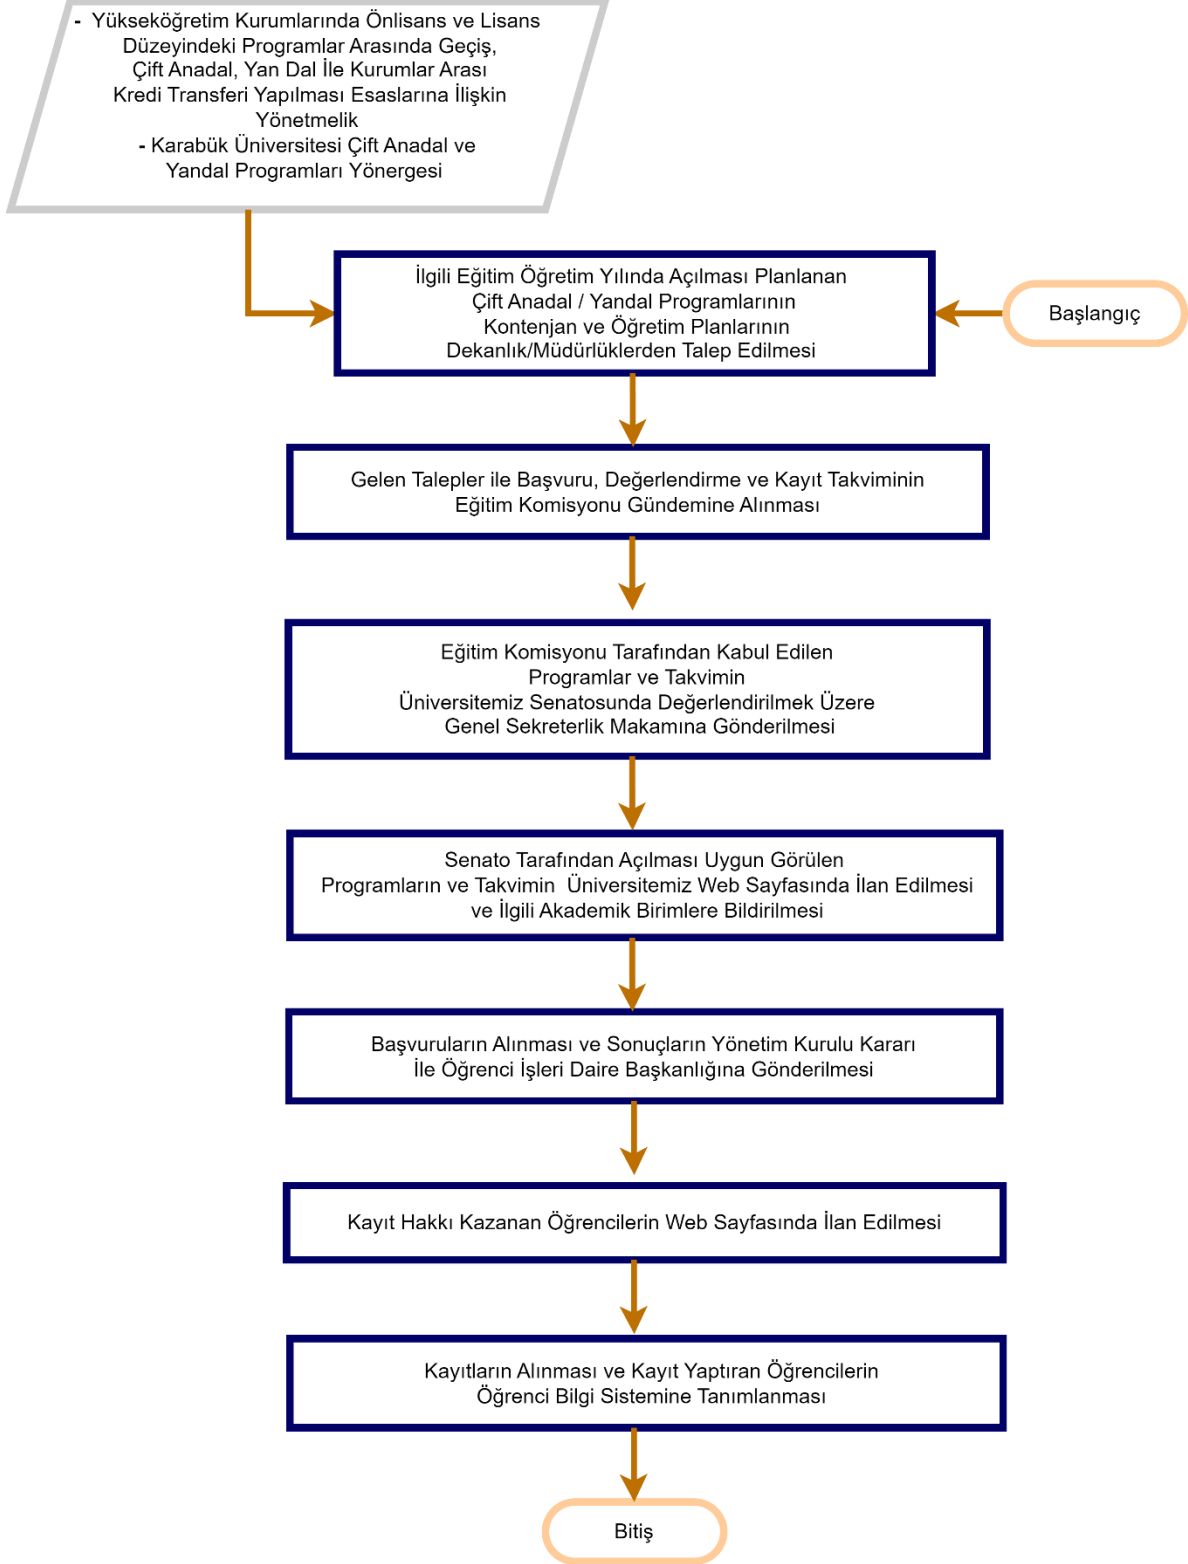 - Yükseköğretim Kurumlarında Önlisans ve Lisans
Düzeyindeki Programlar Arasında Geçiş,
Çift Anadal, Yan Dal İle Kurumlar Arası
Kredi Transferi Yapılması Esaslarına İlişkin
Yönetmelik
- Karabük Üniversitesi Çift Anadal ve
Yandal Programları Yönergesi
İlgili Eğitim Öğretim Yılında Açılması Planlanan
Çift Anadal / Yandal Programlarının
Kontenjan ve Öğretim Planlarının
Dekanlık/Müdürlüklerden Talep Edilmesi
Başlangıç
Gelen Talepler ile Başvuru, Değerlendirme ve Kayıt Takviminin
Eğitim Komisyonu Gündemine Alınması
Eğitim Komisyonu Tarafından Kabul Edilen
Programlar ve Takvimin
Üniversitemiz Senatosunda Değerlendirilmek Üzere
Genel Sekreterlik Makamına Gönderilmesi
Senato Tarafından Açılması Uygun Görülen
Programların ve Takvimin Üniversitemiz Web Sayfasında İlan Edilmesi
ve İlgili Akademik Birimlere Bildirilmesi
Başvuruların Alınması ve Sonuçların Yönetim Kurulu Kararı
İle Öğrenci İşleri Daire Başkanlığına Gönderilmesi
Kayıt Hakkı Kazanan Öğrencilerin Web Sayfasında İlan Edilmesi
Kayıtların Alınması ve Kayıt Yaptıran Öğrencilerin
Öğrenci Bilgi Sistemine Tanımlanması
Bitiş